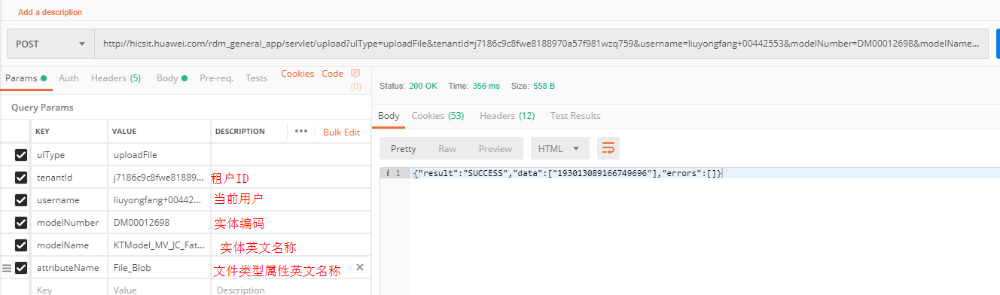 Add a description
POST http://hicsit.huawei.com/rdm_general_app/servlet/upload?ulType=uploadFile&tenantId=j7186c9c8fwe8188970a57f981wzq759&username=liuyongfang+00442553&modelNumber=DM00012698&modelName...
Params Auth Headers (5) Body Pre-req. Tests Cookies Code (0)
Query Params
KEY VALUE DESCRIPTION ••• Bulk Edit
ulType uploadFile
tenantId j7186c9c8fwe81889... 租户ID
username liuyongfang+00442... 当前用户
modelNumber DM00012698 实体编码
modelName KTModel_MV_JC_Fat... 实体英文名称
attributeName File_Blob 文件类型属性英文名称
Key Value Description
Status: 200 OK Time: 356 ms Size: 558 B
Body Cookies (53) Headers (12) Test Results
Pretty Raw Preview HTML
i 1 {"result":"SUCCESS","data":["193013089166749696"],"errors":[]}